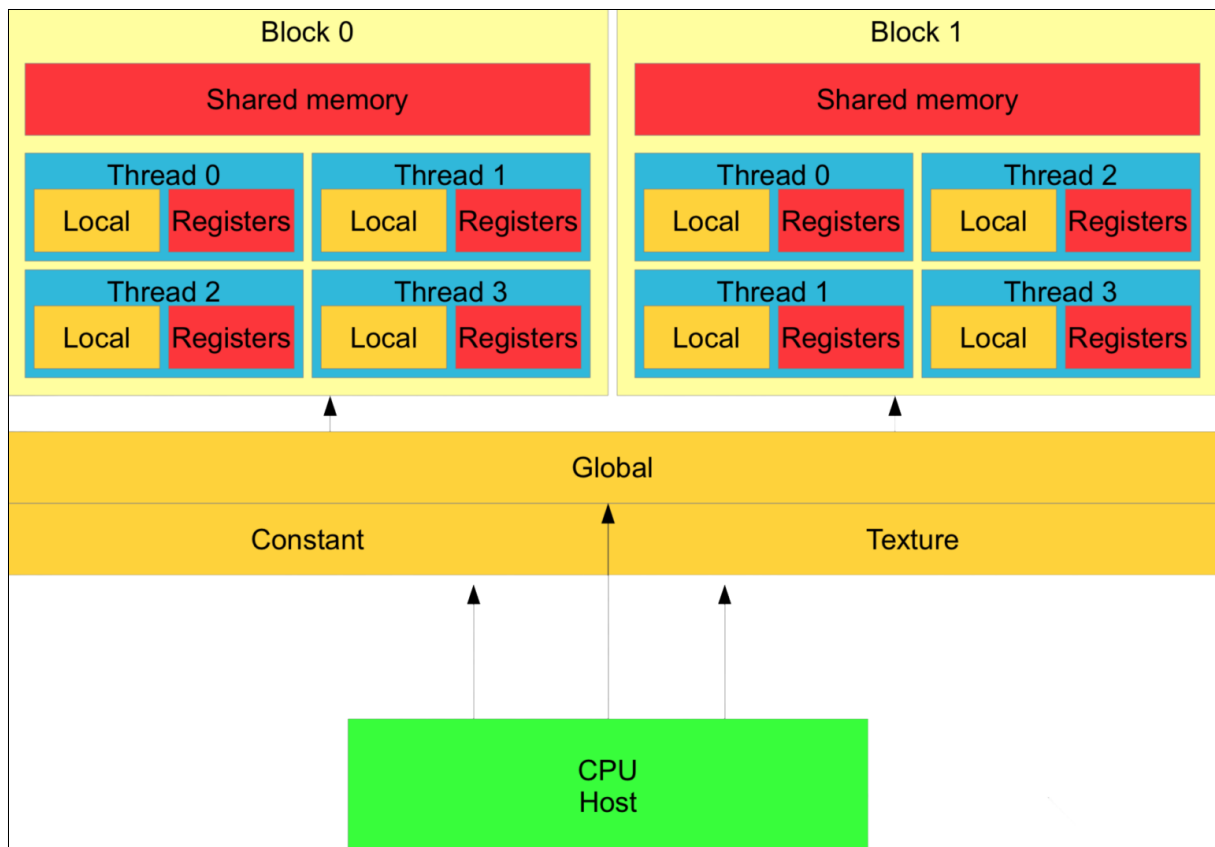 Block 0
Shared memory
Thread 0
Local
Registers
Thread 1
Local
Registers
Thread 2
Local
Registers
Thread 3
Local
Registers
Block 1
Shared memory
Thread 0
Local
Registers
Thread 2
Local
Registers
Thread 1
Local
Registers
Thread 3
Local
Registers
Global
Constant
Texture
CPU
Host